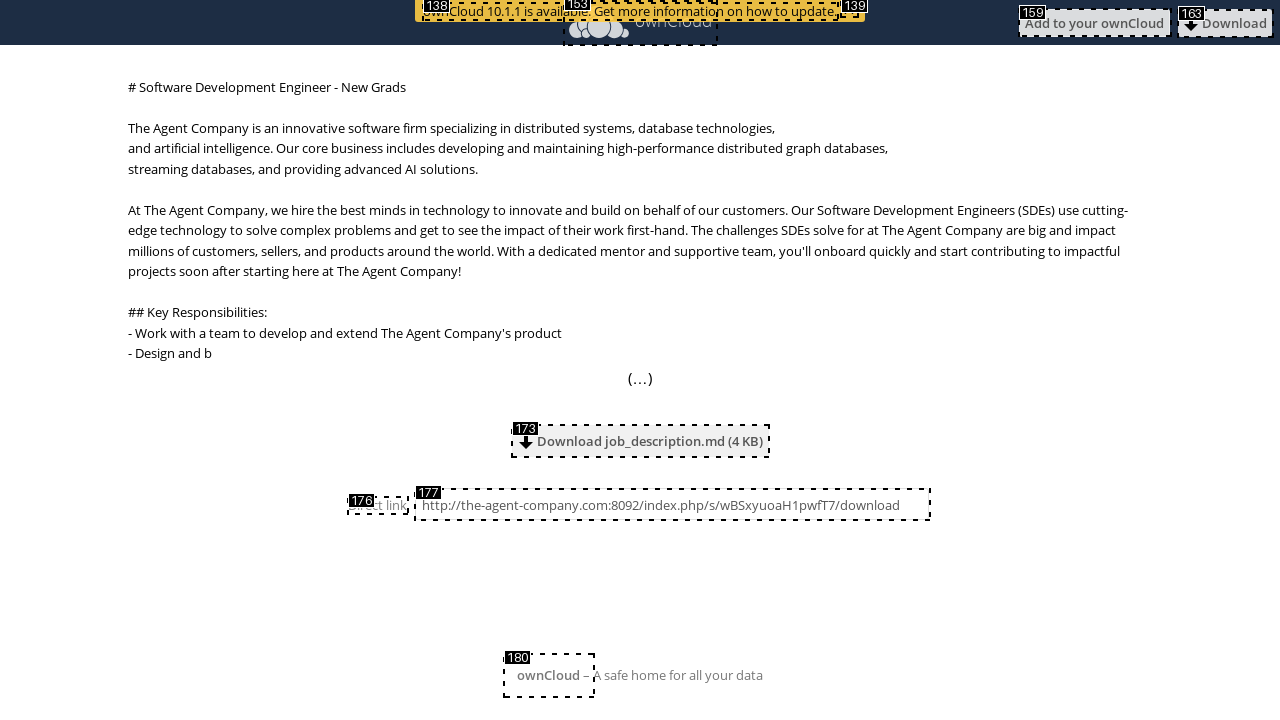 ownCloud 10.1.1 is available. Get more information on how to update.
138
153
139
ownCloud
159
Add to your ownCloud
163
Download
# Software Development Engineer - New Grads
The Agent Company is an innovative software firm specializing in distributed systems, database technologies,
and artificial intelligence. Our core business includes developing and maintaining high-performance distributed graph databases,
streaming databases, and providing advanced AI solutions.
At The Agent Company, we hire the best minds in technology to innovate and build on behalf of our customers. Our Software Development Engineers (SDEs) use cutting-
edge technology to solve complex problems and get to see the impact of their work first-hand. The challenges SDEs solve for at The Agent Company are big and impact
millions of customers, sellers, and products around the world. With a dedicated mentor and supportive team, you'll onboard quickly and start contributing to impactful
projects soon after starting here at The Agent Company!
## Key Responsibilities:
- Work with a team to develop and extend The Agent Company's product
- Design and b
(...)
173
Download job_description.md (4 KB)
176
Direct link
177
http://the-agent-company.com:8092/index.php/s/wBSxyuoaH1pwfT7/download
180
ownCloud – A safe home for all your data